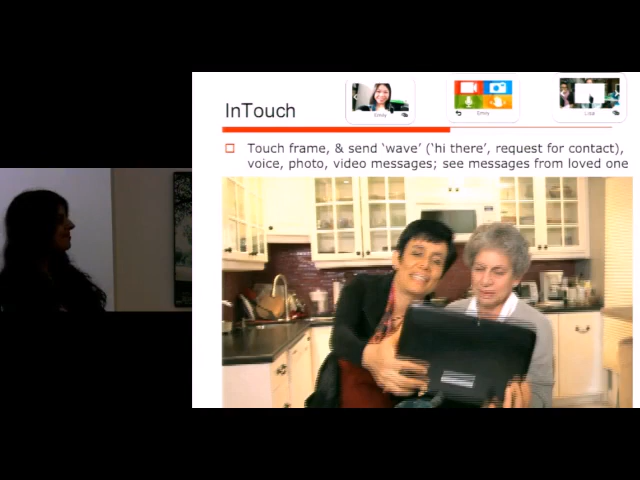 InTouch
Emily
Emily
Lisa
Touch frame, & send ‘wave’ (‘hi there’, request for contact),
voice, photo, video messages; see messages from loved one